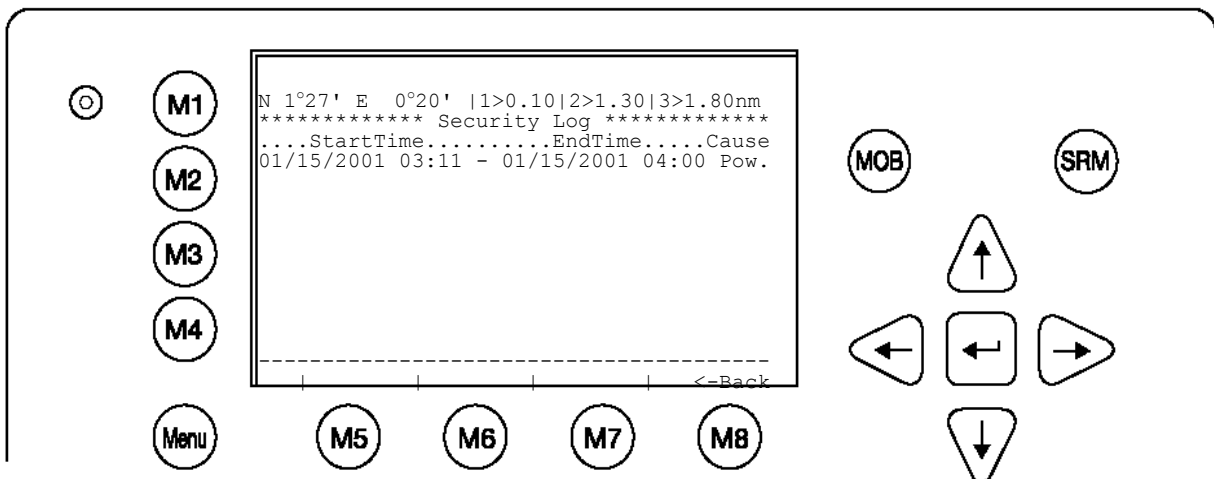 M1
M2
M3
M4
Menu
N 1°27' E 0°20' |1>0.10|2>1.30|3>1.80nm
************* Security Log *************
....StartTime..........EndTime.....Cause
01/15/2001 03:11 - 01/15/2001 04:00 Pow.
----------------------------------------
| | | | <-Back
M5 M6 M7 M8
MOB SRM